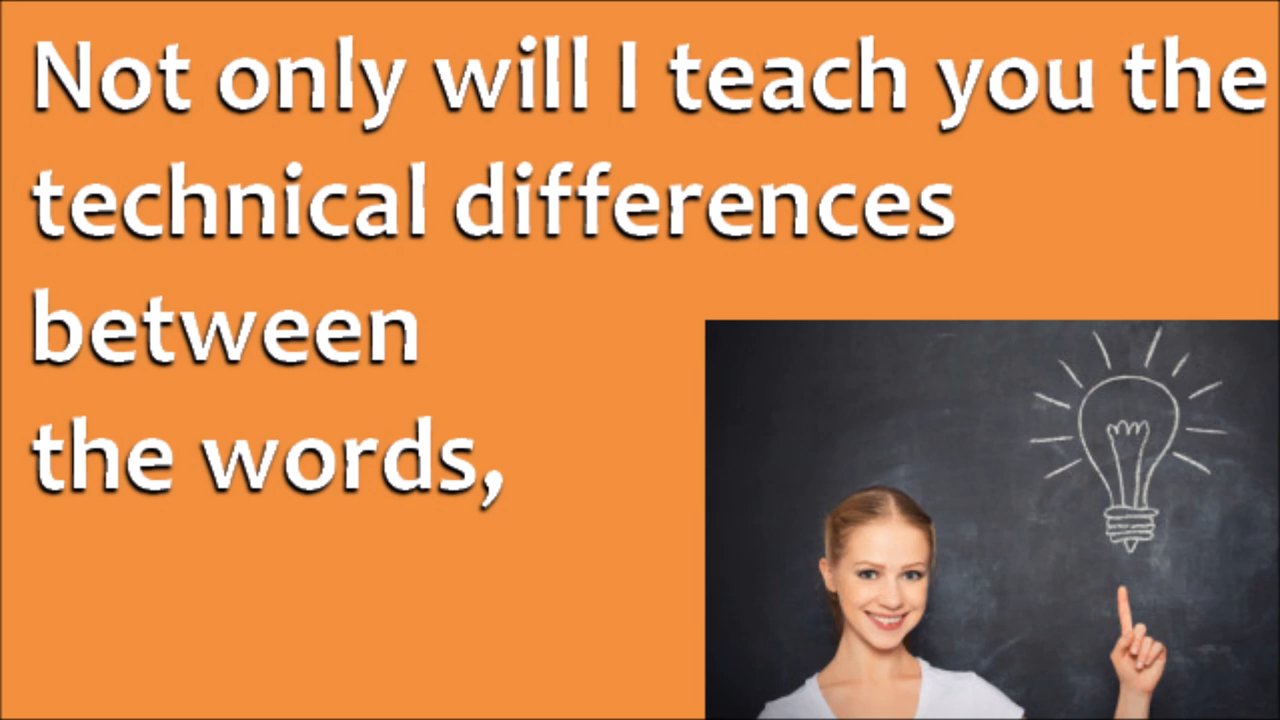 Not only will I teach you the
technical differences
between
the words,